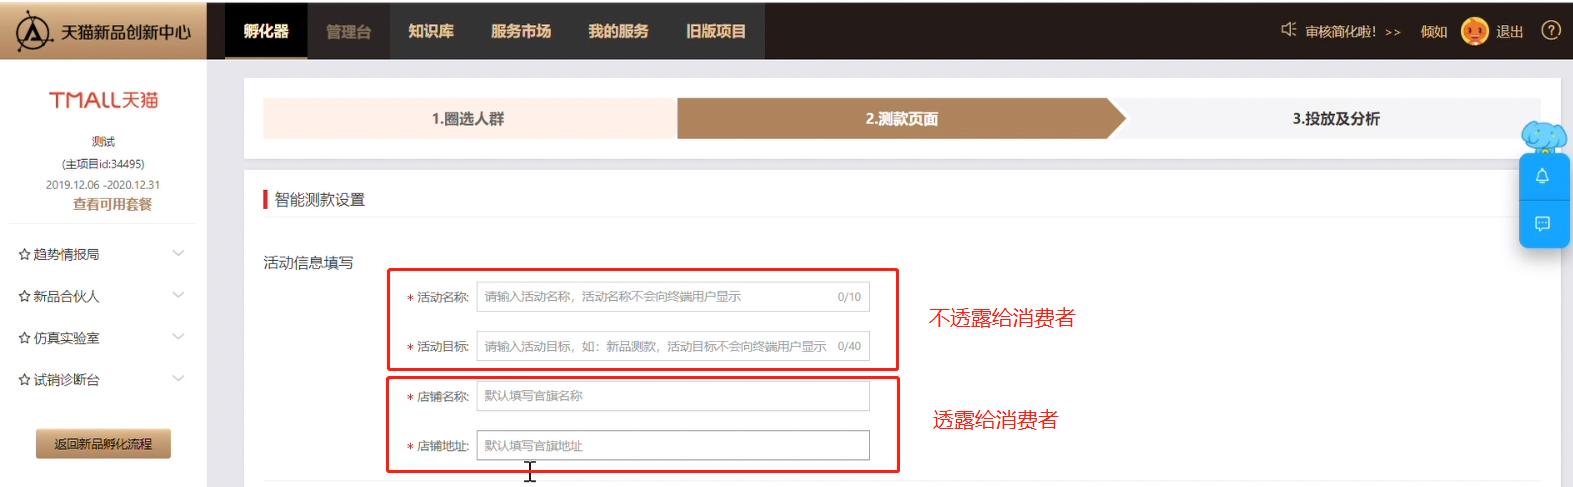 天猫新品创新中心
孵化器 管理台 知识库 服务市场 我的服务 旧版项目
审核简化啦! >> 倾如 退出
TMALL天猫
测试
(主项目id:34495)
2019.12.06 -2020.12.31
查看可用套餐
趋势情报局
新品合伙人
仿真实验室
试销诊断台
返回新品孵化流程
1.圈选人群 2.测款页面 3.投放及分析
智能测款设置
活动信息填写
* 活动名称: 请输入活动名称，活动名称不会向终端用户显示 0/10
* 活动目标: 请输入活动目标，如：新品测款，活动目标不会向终端用户显示 0/40
不透露给消费者
* 店铺名称: 默认填写官旗名称
* 店铺地址: 默认填写官旗地址
透露给消费者